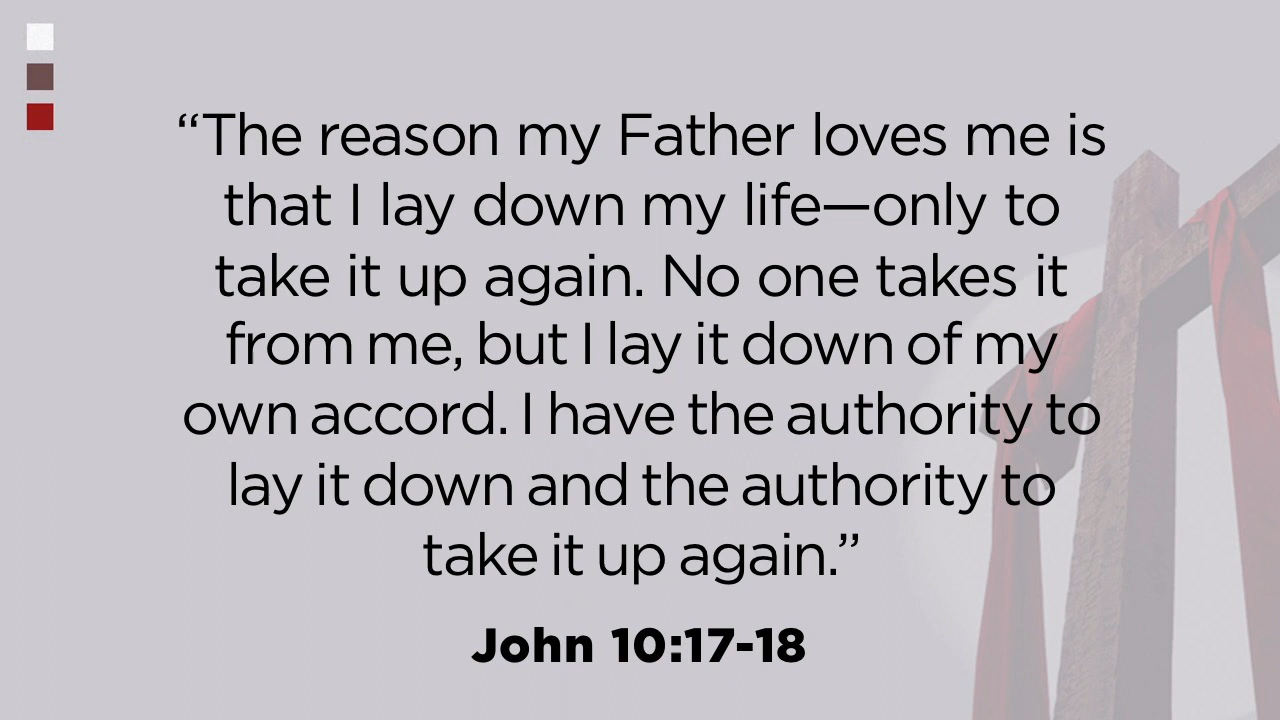 “The reason my Father loves me is
that I lay down my life—only to
take it up again. No one takes it
from me, but I lay it down of my
own accord. I have the authority to
lay it down and the authority to
take it up again.”
John 10:17-18